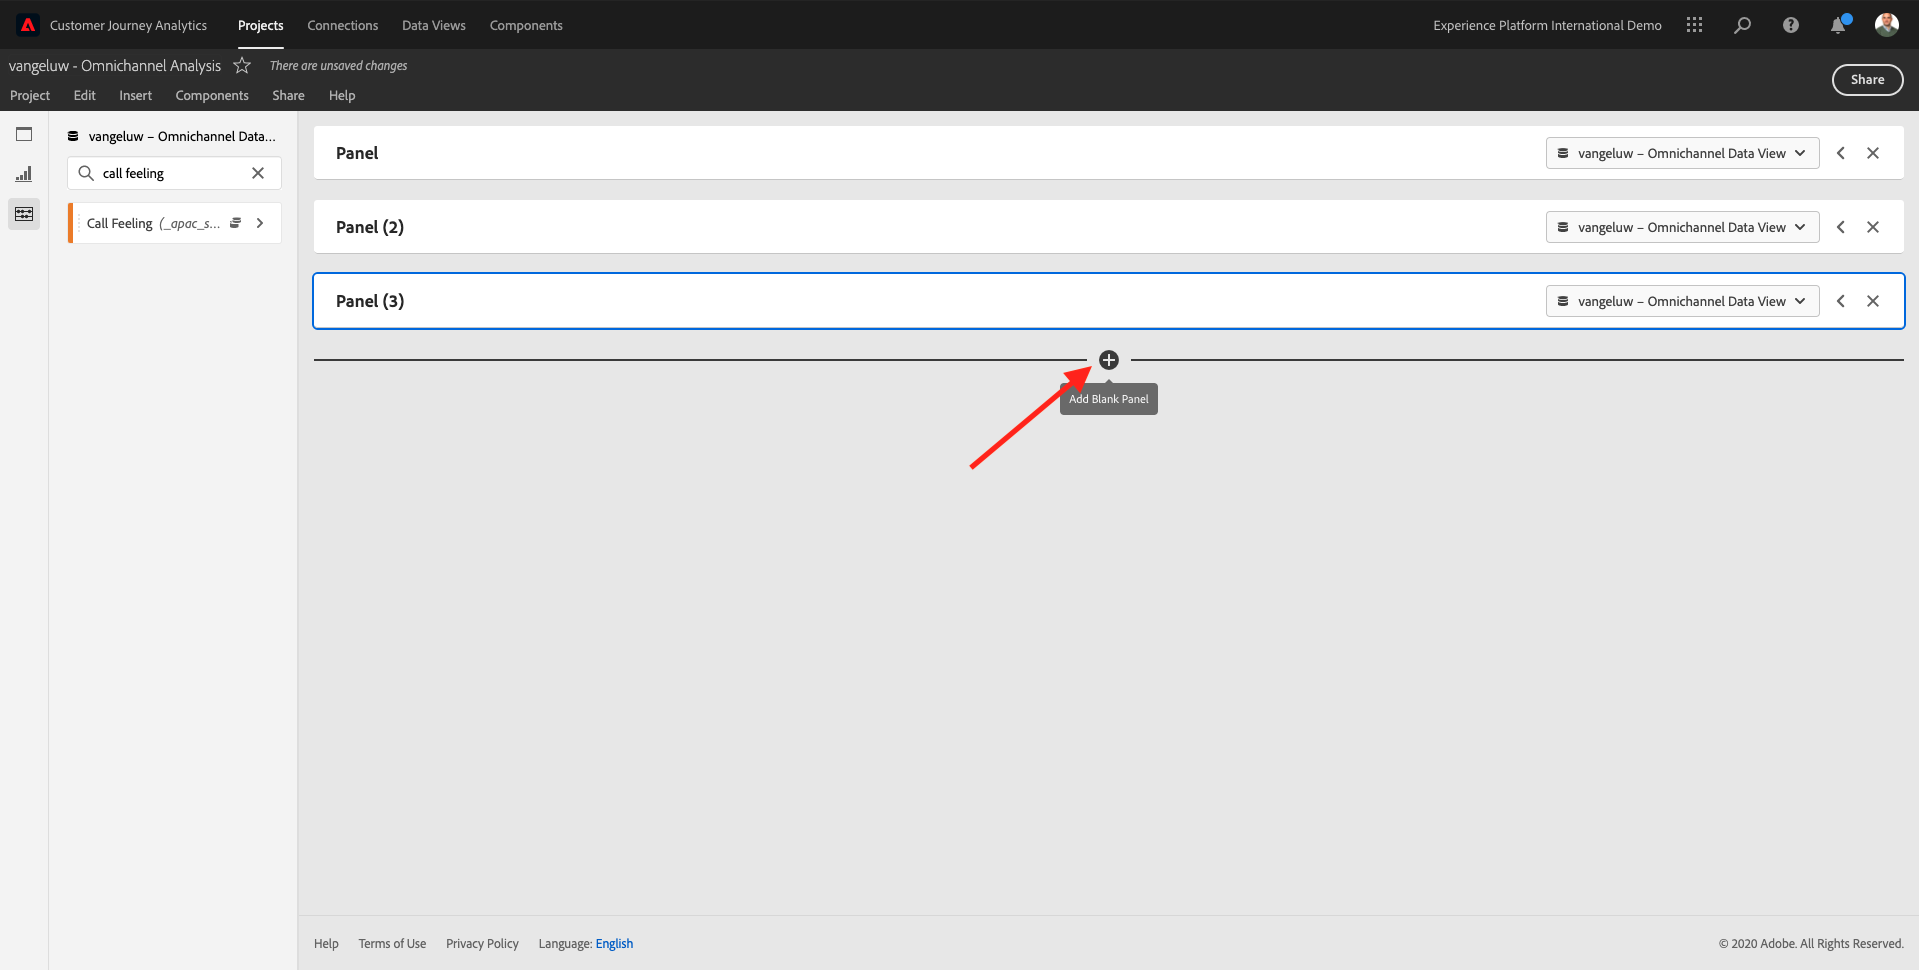 Customer Journey Analytics Projects Connections Data Views Components Experience Platform International Demo
vangeluw - Omnichannel Analysis There are unsaved changes
Share
Project Edit Insert Components Share Help
vangeluw – Omnichannel Data...
call feeling
Call Feeling (_apac_s...
Panel vangeluw – Omnichannel Data View
Panel (2) vangeluw – Omnichannel Data View
Panel (3) vangeluw – Omnichannel Data View
Add Blank Panel
Help Terms of Use Privacy Policy Language: English © 2020 Adobe. All Rights Reserved.